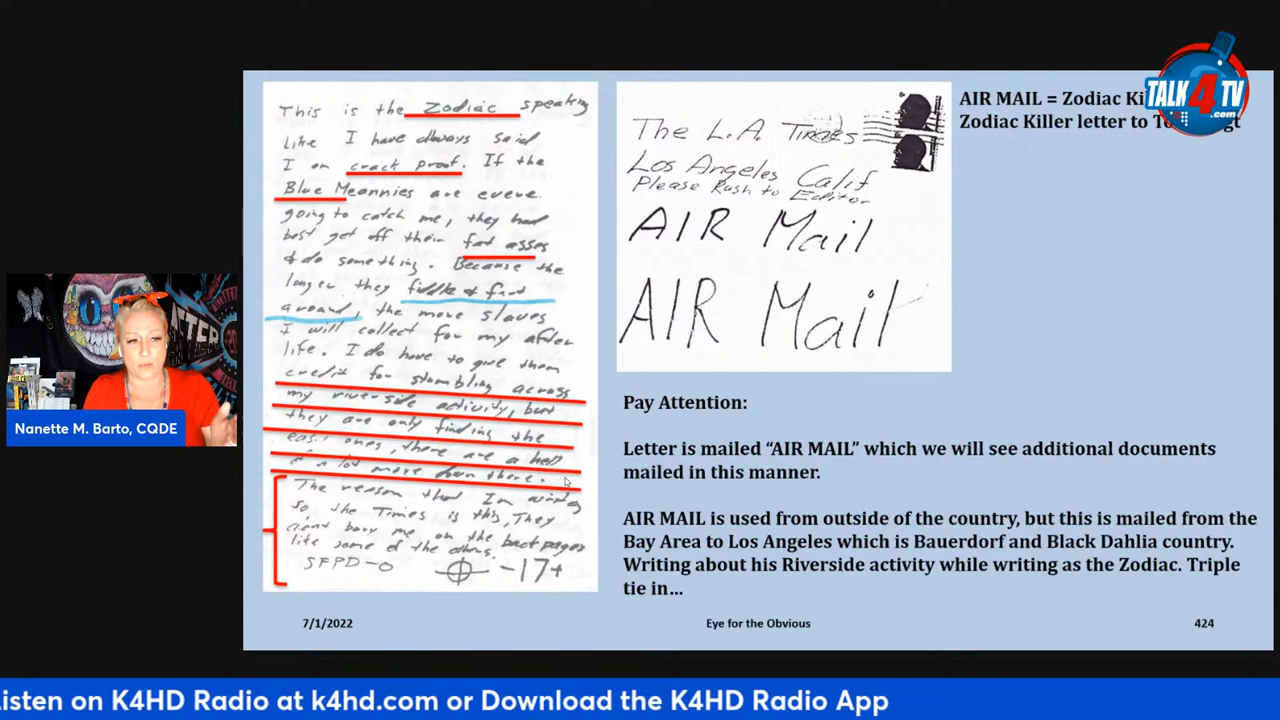 This is the Zodiac speaking
Like I have always said
I am crack proof. If the
Blue Meannies are evere
going to catch me, they had
best get off their fat asses
& do something. Because the
longer they fiddle & fart
around, the more slaves
I will collect for my after
life. I do have to give them
credit for stumbling across
my riverside activity, but
they are only finding the
easy ones, there are a hell
of a lot more down there.
The reason that I'm writing
to the Times is this, They
don't bury me on the back pages
like some of the others.
SFPD-0 -17+
The L.A. Times
Los Angeles Calif
Please Rush to Editor
AIR Mail
AIR Mail
AIR MAIL = Zodiac Ki
Zodiac Killer letter to To
gt
TALK 4 TV
.com
Pay Attention:
Letter is mailed “AIR MAIL” which we will see additional documents
mailed in this manner.
AIR MAIL is used from outside of the country, but this is mailed from the
Bay Area to Los Angeles which is Bauerdorf and Black Dahlia country.
Writing about his Riverside activity while writing as the Zodiac. Triple
tie in…
7/1/2022 Eye for the Obvious 424
Nanette M. Barto, CQDE
Listen on K4HD Radio at k4hd.com or Download the K4HD Radio App